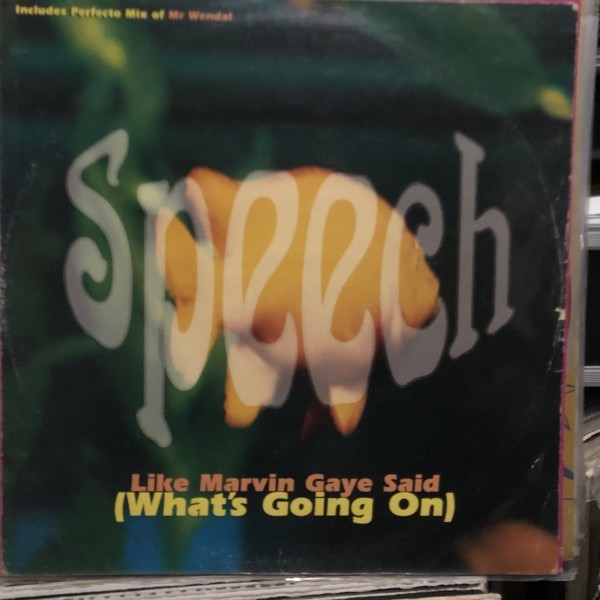 Includes Perfecto Mix of Mr Wendal
Speech
Like Marvin Gaye Said
(What's Going On)